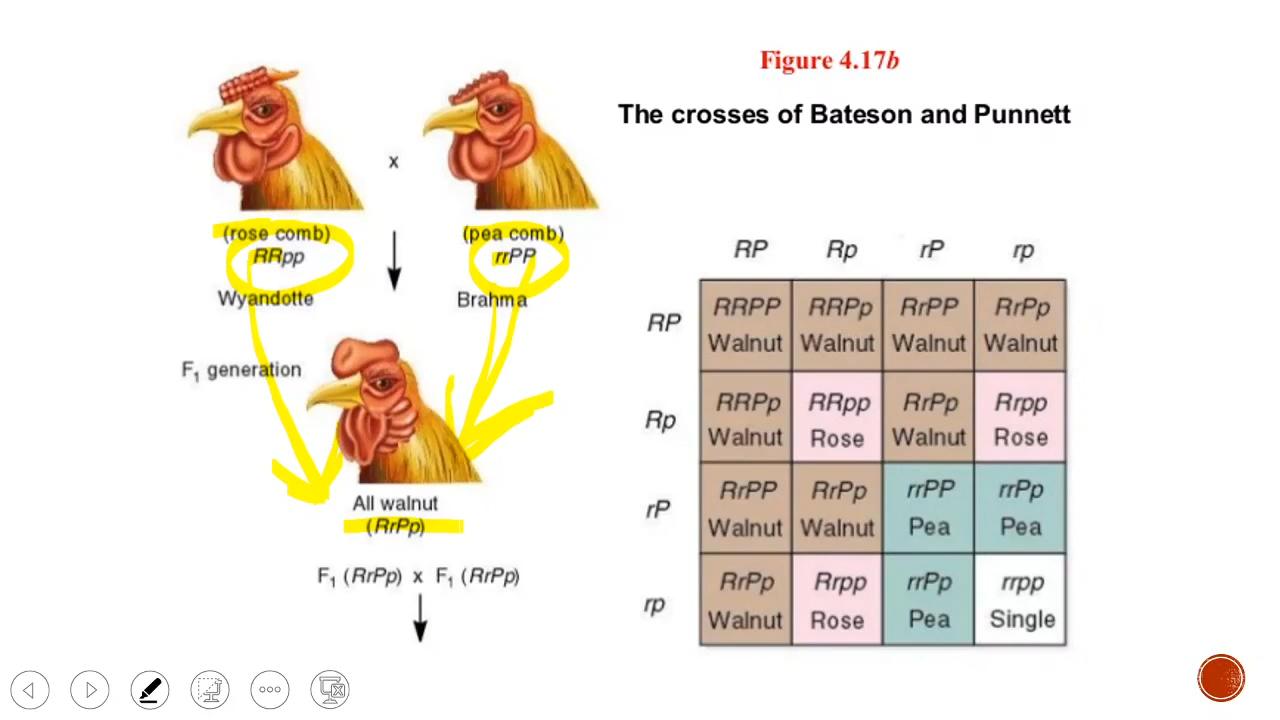 Figure 4.17b
The crosses of Bateson and Punnett
x
(rose comb)
RRpp
Wyandotte
(pea comb)
rrPP
Brahma
F1 generation
All walnut
(RrPp)
F1 (RrPp) x F1 (RrPp)
RP Rp rP rp
RP RRPP RRPp RrPP RrPp
Walnut Walnut Walnut Walnut
Rp RRPp RRpp RrPp Rrpp
Walnut Rose Walnut Rose
rP RrPP RrPp rrPP rrPp
Walnut Walnut Pea Pea
rp RrPp Rrpp rrPp rrpp
Walnut Rose Pea Single